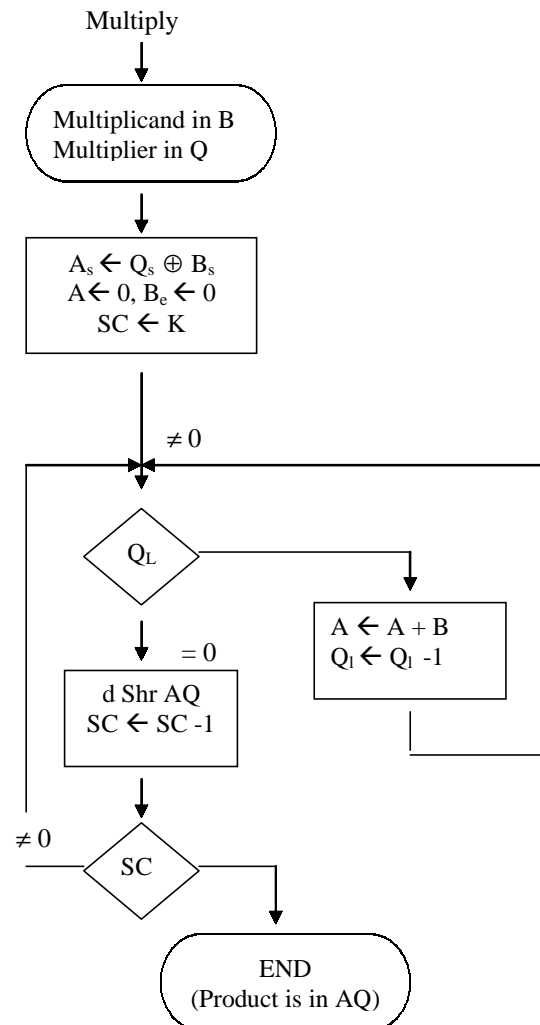 Multiply
Multiplicand in B
Multiplier in Q
Aₛ ← Qₛ ⊕ Bₛ
A← 0, Bₑ ← 0
SC ← K
≠ 0
Q_L
= 0
A ← A + B
Qₗ ← Qₗ -1
d Shr AQ
SC ← SC -1
≠ 0
SC
END
(Product is in AQ)